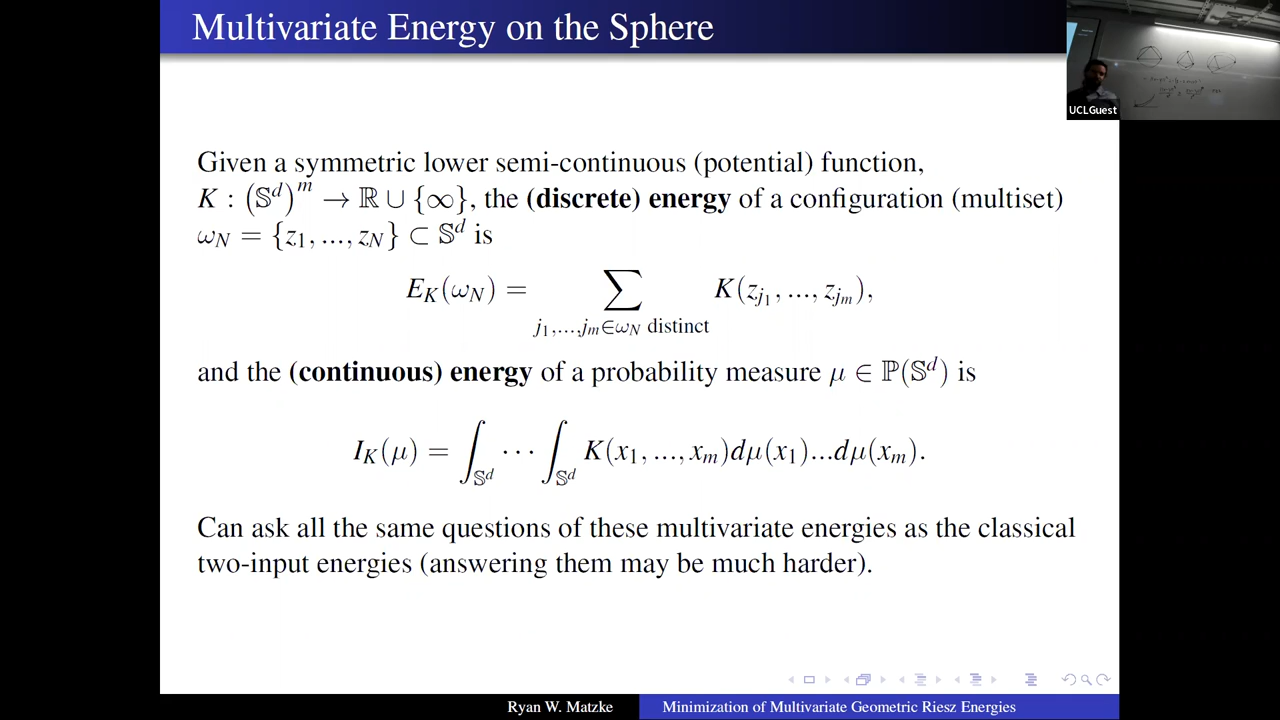 Multivariate Energy on the Sphere
UCLGuest
Given a symmetric lower semi-continuous (potential) function,
K : (𝕊^d)^m → ℝ ∪ {∞}, the (discrete) energy of a configuration (multiset)
ω_N = {z_1, ..., z_N} ⊂ 𝕊^d is
E_K(ω_N) = ∑ K(z_{j_1}, ..., z_{j_m}),
j_1,...,j_m∈ω_N distinct
and the (continuous) energy of a probability measure μ ∈ ℙ(𝕊^d) is
I_K(μ) = ∫_{𝕊^d} ⋯ ∫_{𝕊^d} K(x_1, ..., x_m)dμ(x_1)...dμ(x_m).
Can ask all the same questions of these multivariate energies as the classical
two-input energies (answering them may be much harder).
Ryan W. Matzke
Minimization of Multivariate Geometric Riesz Energies